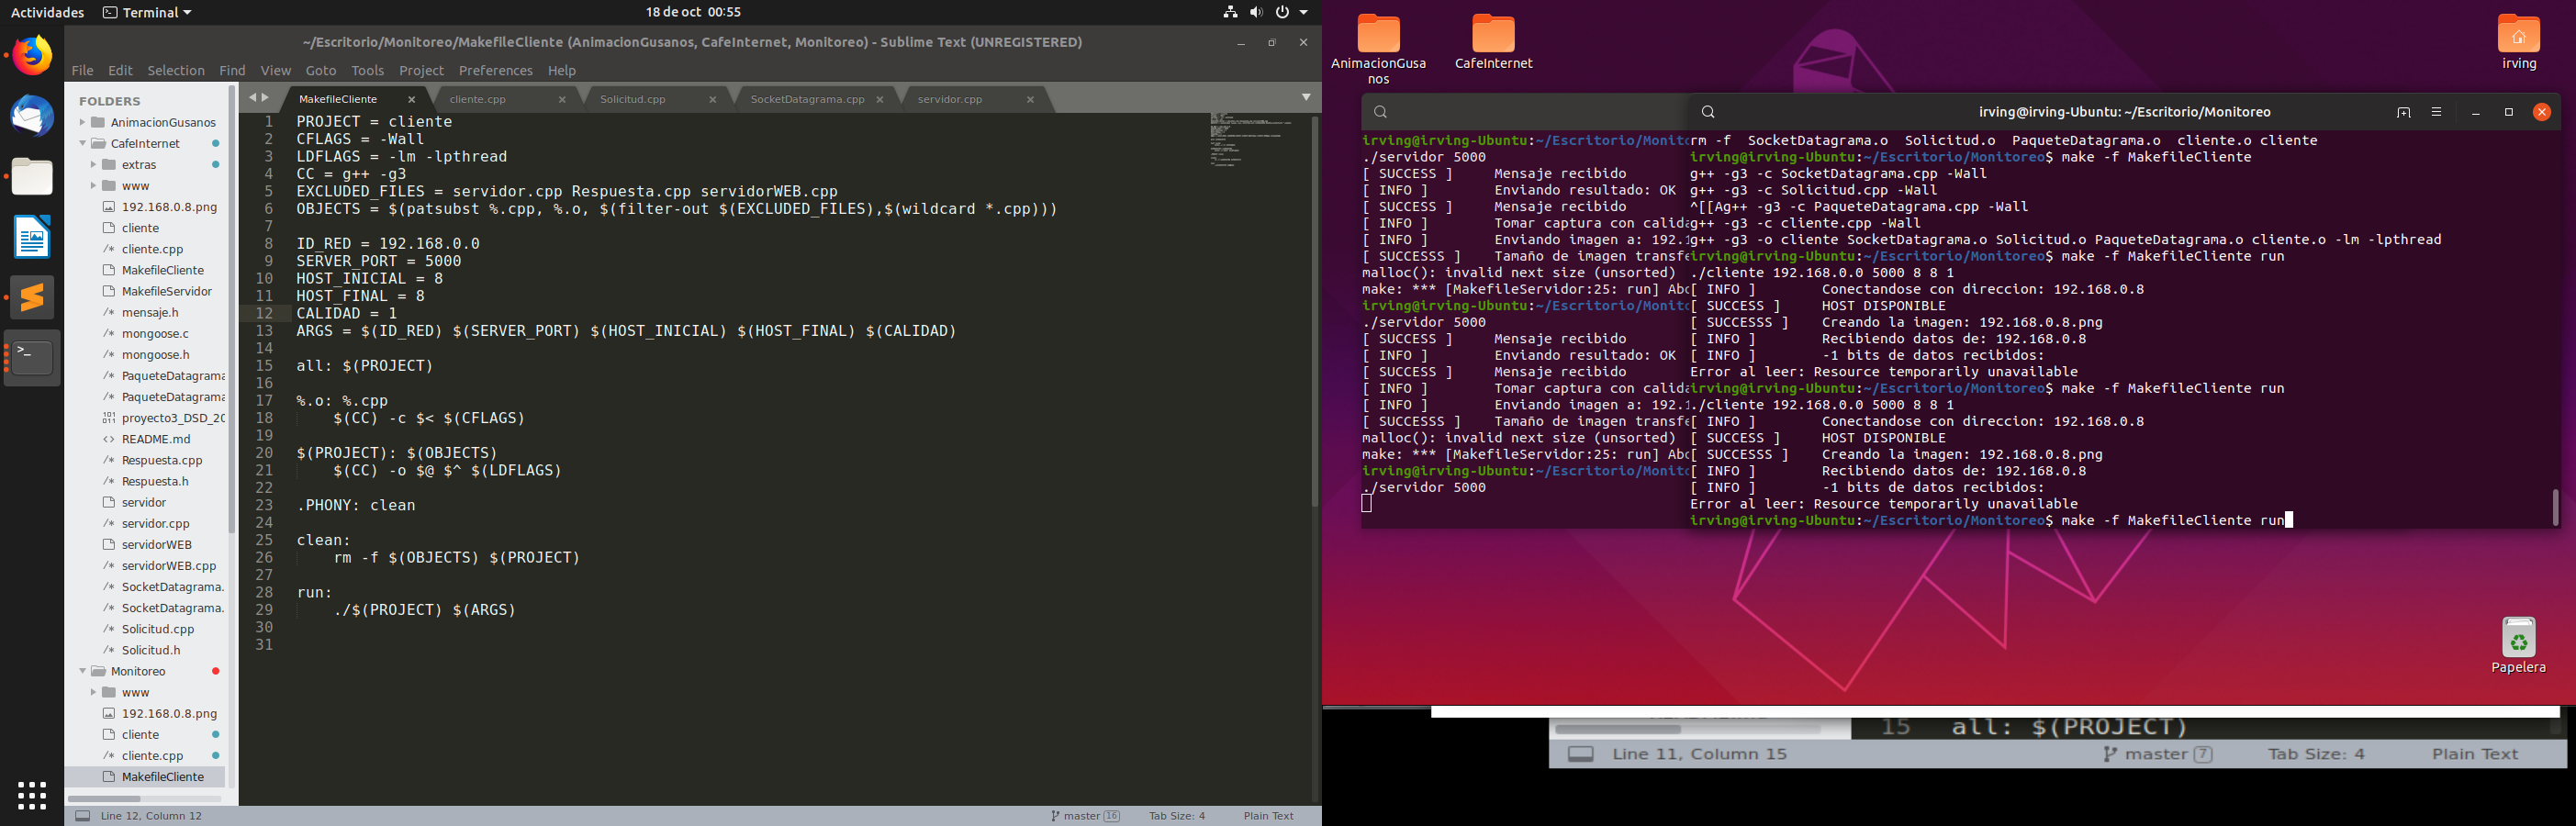 Actividades
Terminal
18 de oct 00:55
~/Escritorio/Monitoreo/MakefileCliente (AnimacionGusanos, CafeInternet, Monitoreo) - Sublime Text (UNREGISTERED)
File Edit Selection Find View Goto Tools Project Preferences Help
FOLDERS
AnimacionGusanos
CafeInternet
extras
www
192.168.0.8.png
cliente
cliente.cpp
MakefileCliente
MakefileServidor
mensaje.h
mongoose.c
mongoose.h
PaqueteDatagrama
PaqueteDatagrama
proyecto3_DSD_20
README.md
Respuesta.cpp
Respuesta.h
servidor
servidor.cpp
servidorWEB
servidorWEB.cpp
SocketDatagrama.
SocketDatagrama.
Solicitud.cpp
Solicitud.h
Monitoreo
www
192.168.0.8.png
cliente
cliente.cpp
MakefileCliente
MakefileCliente cliente.cpp Solicitud.cpp SocketDatagrama.cpp servidor.cpp
1 PROJECT = cliente
2 CFLAGS = -Wall
3 LDFLAGS = -lm -lpthread
4 CC = g++ -g3
5 EXCLUDED_FILES = servidor.cpp Respuesta.cpp servidorWEB.cpp
6 OBJECTS = $(patsubst %.cpp, %.o, $(filter-out $(EXCLUDED_FILES),$(wildcard *.cpp)))
7
8 ID_RED = 192.168.0.0
9 SERVER_PORT = 5000
10 HOST_INICIAL = 8
11 HOST_FINAL = 8
12 CALIDAD = 1
13 ARGS = $(ID_RED) $(SERVER_PORT) $(HOST_INICIAL) $(HOST_FINAL) $(CALIDAD)
14
15 all: $(PROJECT)
16
17 %.o: %.cpp
18 $(CC) -c $< $(CFLAGS)
19
20 $(PROJECT): $(OBJECTS)
21 $(CC) -o $@ $^ $(LDFLAGS)
22
23 .PHONY: clean
24
25 clean:
26 rm -f $(OBJECTS) $(PROJECT)
27
28 run:
29 ./$(PROJECT) $(ARGS)
30
31
Line 12, Column 12
master 16
Tab Size: 4
Plain Text
AnimacionGusa
nos
CafeInternet
irving
irving@irving-Ubuntu:~/Escritorio/Monito
./servidor 5000
[ SUCCESS ] Mensaje recibido
[ INFO ] Enviando resultado: OK
[ SUCCESS ] Mensaje recibido
[ INFO ] Tomar captura con calida
[ INFO ] Enviando imagen a: 192.1
[ SUCCESSS ] Tamaño de imagen transfe
malloc(): invalid next size (unsorted)
make: *** [MakefileServidor:25: run] Abo
irving@irving-Ubuntu:~/Escritorio/Monito
./servidor 5000
[ SUCCESS ] Mensaje recibido
[ INFO ] Enviando resultado: OK
[ SUCCESS ] Mensaje recibido
[ INFO ] Tomar captura con calida
[ INFO ] Enviando imagen a: 192.1
[ SUCCESSS ] Tamaño de imagen transfe
malloc(): invalid next size (unsorted)
make: *** [MakefileServidor:25: run] Abo
irving@irving-Ubuntu:~/Escritorio/Monito
./servidor 5000
irving@irving-Ubuntu: ~/Escritorio/Monitoreo
rm -f SocketDatagrama.o Solicitud.o PaqueteDatagrama.o cliente.o cliente
irving@irving-Ubuntu:~/Escritorio/Monitoreo$ make -f MakefileCliente
g++ -g3 -c SocketDatagrama.cpp -Wall
g++ -g3 -c Solicitud.cpp -Wall
^[[Ag++ -g3 -c PaqueteDatagrama.cpp -Wall
g++ -g3 -c cliente.cpp -Wall
g++ -g3 -o cliente SocketDatagrama.o Solicitud.o PaqueteDatagrama.o cliente.o -lm -lpthread
irving@irving-Ubuntu:~/Escritorio/Monitoreo$ make -f MakefileCliente run
./cliente 192.168.0.0 5000 8 8 1
[ INFO ] Conectandose con direccion: 192.168.0.8
[ SUCCESS ] HOST DISPONIBLE
[ SUCCESSS ] Creando la imagen: 192.168.0.8.png
[ INFO ] Recibiendo datos de: 192.168.0.8
[ INFO ] -1 bits de datos recibidos:
Error al leer: Resource temporarily unavailable
irving@irving-Ubuntu:~/Escritorio/Monitoreo$ make -f MakefileCliente run
./cliente 192.168.0.0 5000 8 8 1
[ INFO ] Conectandose con direccion: 192.168.0.8
[ SUCCESS ] HOST DISPONIBLE
[ SUCCESSS ] Creando la imagen: 192.168.0.8.png
[ INFO ] Recibiendo datos de: 192.168.0.8
[ INFO ] -1 bits de datos recibidos:
Error al leer: Resource temporarily unavailable
irving@irving-Ubuntu:~/Escritorio/Monitoreo$ make -f MakefileCliente run
Papelera
15 all: $(PROJECT)
Line 11, Column 15
master 7
Tab Size: 4
Plain Text